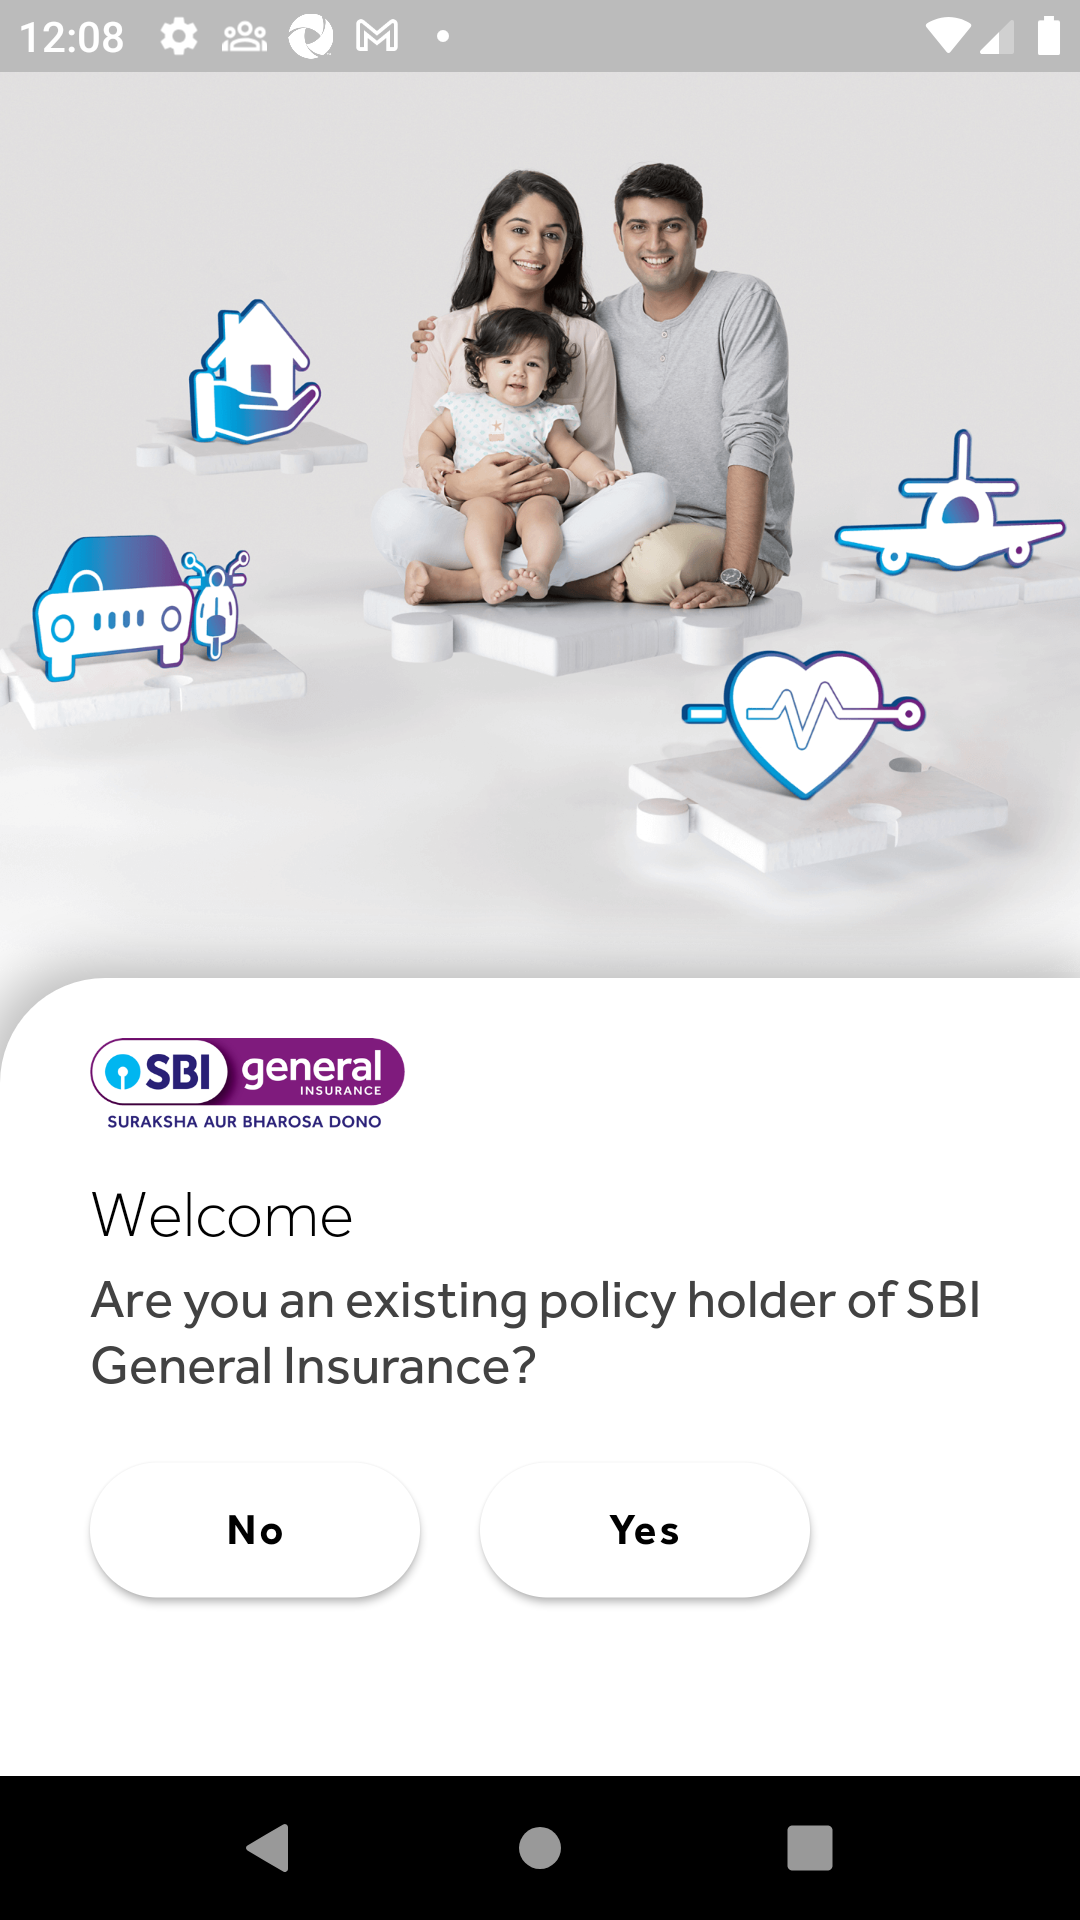 12:08
SBI general
INSURANCE
SURAKSHA AUR BHAROSA DONO
Welcome
Are you an existing policy holder of SBI
General Insurance?
No Yes